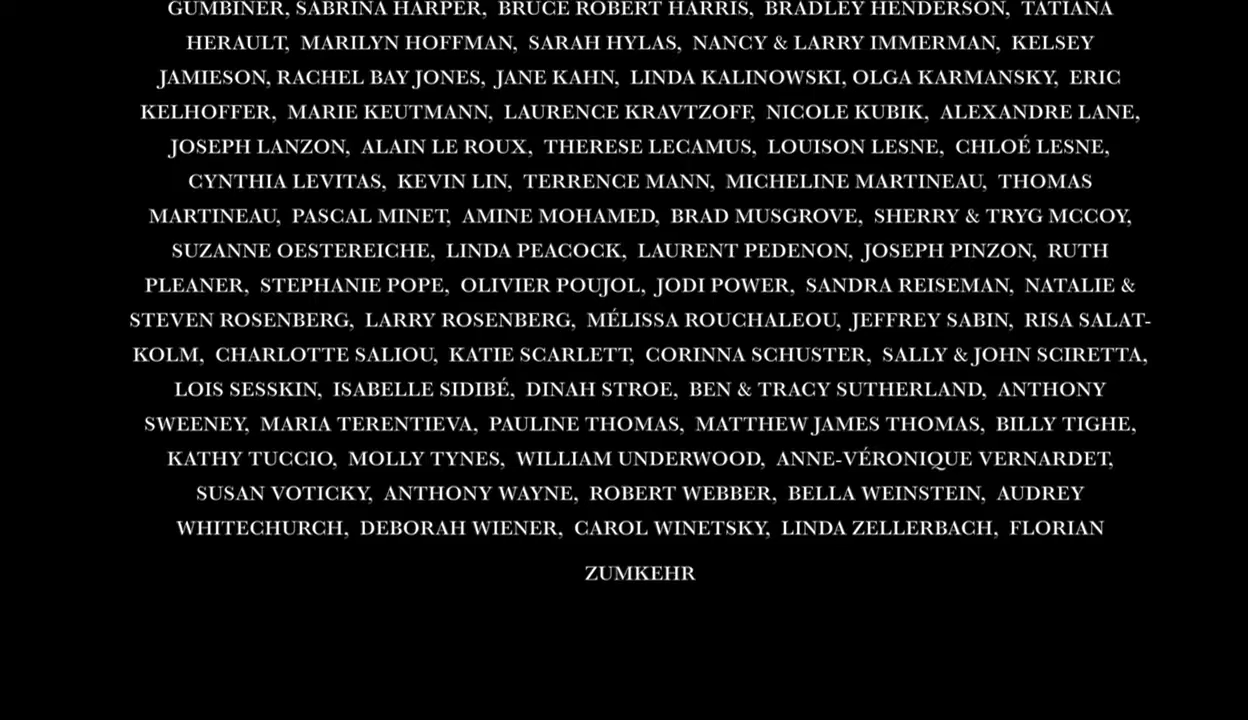 GUMBINER, SABRINA HARPER, BRUCE ROBERT HARRIS, BRADLEY HENDERSON, TATIANA
HERAULT, MARILYN HOFFMAN, SARAH HYLAS, NANCY & LARRY IMMERMAN, KELSEY
JAMIESON, RACHEL BAY JONES, JANE KAHN, LINDA KALINOWSKI, OLGA KARMANSKY, ERIC
KELHOFFER, MARIE KEUTMANN, LAURENCE KRAVTZOFF, NICOLE KUBIK, ALEXANDRE LANE,
JOSEPH LANZON, ALAIN LE ROUX, THERESE LECAMUS, LOUISON LESNE, CHLOÉ LESNE,
CYNTHIA LEVITAS, KEVIN LIN, TERRENCE MANN, MICHELINE MARTINEAU, THOMAS
MARTINEAU, PASCAL MINET, AMINE MOHAMED, BRAD MUSGROVE, SHERRY & TRYG MCCOY,
SUZANNE OESTEREICHE, LINDA PEACOCK, LAURENT PEDENON, JOSEPH PINZON, RUTH
PLEANER, STEPHANIE POPE, OLIVIER POUJOL, JODI POWER, SANDRA REISEMAN, NATALIE &
STEVEN ROSENBERG, LARRY ROSENBERG, MÉLISSA ROUCHALEOU, JEFFREY SABIN, RISA SALAT-
KOLM, CHARLOTTE SALIOU, KATIE SCARLETT, CORINNA SCHUSTER, SALLY & JOHN SCIRETTA,
LOIS SESSKIN, ISABELLE SIDIBÉ, DINAH STROE, BEN & TRACY SUTHERLAND, ANTHONY
SWEENEY, MARIA TERENTIEVA, PAULINE THOMAS, MATTHEW JAMES THOMAS, BILLY TIGHE,
KATHY TUCCIO, MOLLY TYNES, WILLIAM UNDERWOOD, ANNE-VÉRONIQUE VERNARDET,
SUSAN VOTICKY, ANTHONY WAYNE, ROBERT WEBBER, BELLA WEINSTEIN, AUDREY
WHITECHURCH, DEBORAH WIENER, CAROL WINETSKY, LINDA ZELLERBACH, FLORIAN
ZUMKEHR